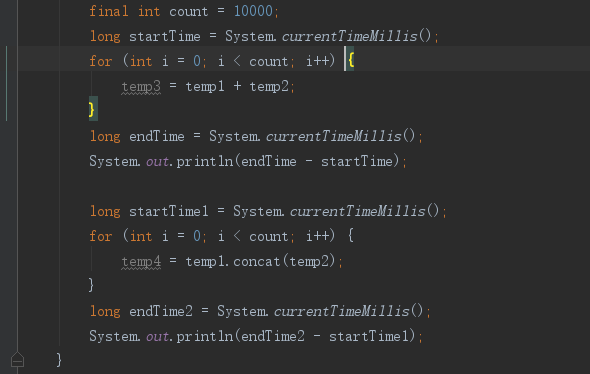 final int count = 10000;
long startTime = System.currentTimeMillis();
for (int i = 0; i < count; i++) {
temp3 = temp1 + temp2;
}
long endTime = System.currentTimeMillis();
System.out.println(endTime - startTime);
long startTime1 = System.currentTimeMillis();
for (int i = 0; i < count; i++) {
temp4 = temp1.concat(temp2);
}
long endTime2 = System.currentTimeMillis();
System.out.println(endTime2 - startTime1);
}